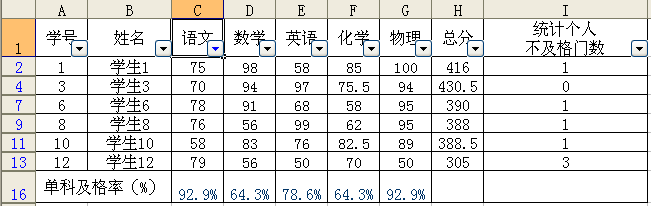 A B C D E F G H I
1 学号 姓名 语文 数学 英语 化学 物理 总分 统计个人
不及格门数
2 1 学生1 75 98 58 85 100 416 1
4 3 学生3 70 94 97 75.5 94 430.5 0
7 6 学生6 78 91 68 58 95 390 1
9 8 学生8 76 56 99 62 95 388 1
11 10 学生10 58 83 76 82.5 89 388.5 1
13 12 学生12 79 56 50 70 50 305 3
16 单科及格率（%） 92.9% 64.3% 78.6% 64.3% 92.9%